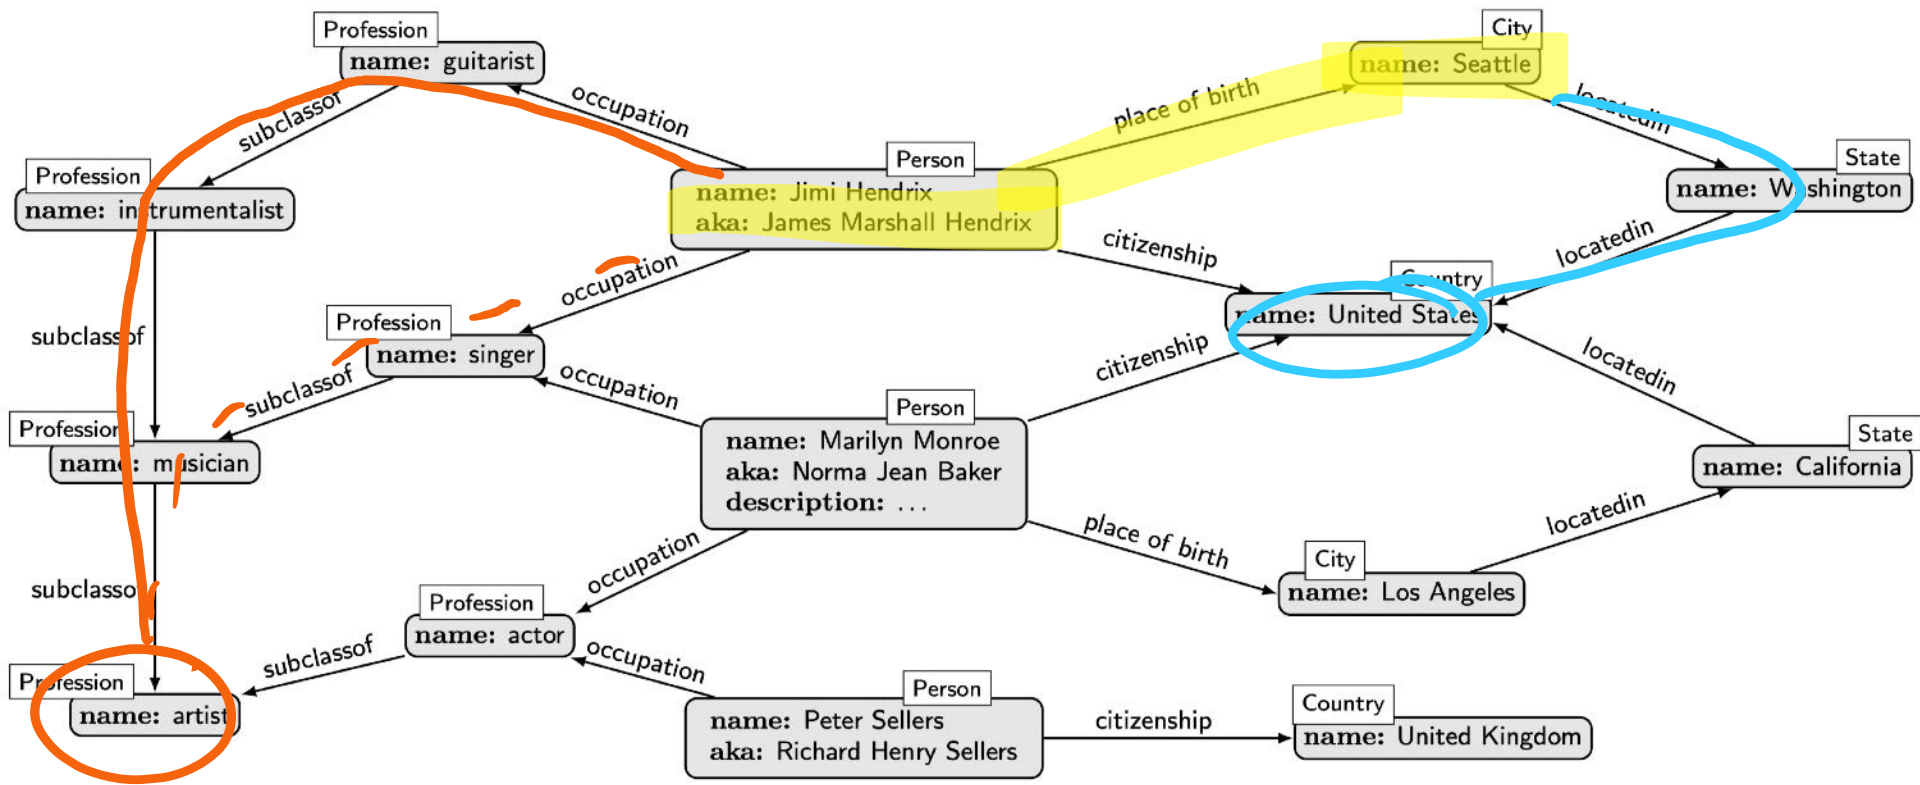 Profession
name: guitarist
City
name: Seattle
occupation
place of birth
subclassof
locatedin
Profession
name: instrumentalist
Person
name: Jimi Hendrix
aka: James Marshall Hendrix
State
name: Washington
citizenship
locatedin
occupation
Country
name: United States
subclassof
Profession
name: singer
citizenship
locatedin
occupation
subclassof
Profession
name: musician
Person
name: Marilyn Monroe
aka: Norma Jean Baker
description: ...
State
name: California
place of birth
locatedin
occupation
subclassof
City
name: Los Angeles
Profession
name: actor
subclassof
occupation
Profession
name: artist
Person
name: Peter Sellers
aka: Richard Henry Sellers
citizenship
Country
name: United Kingdom